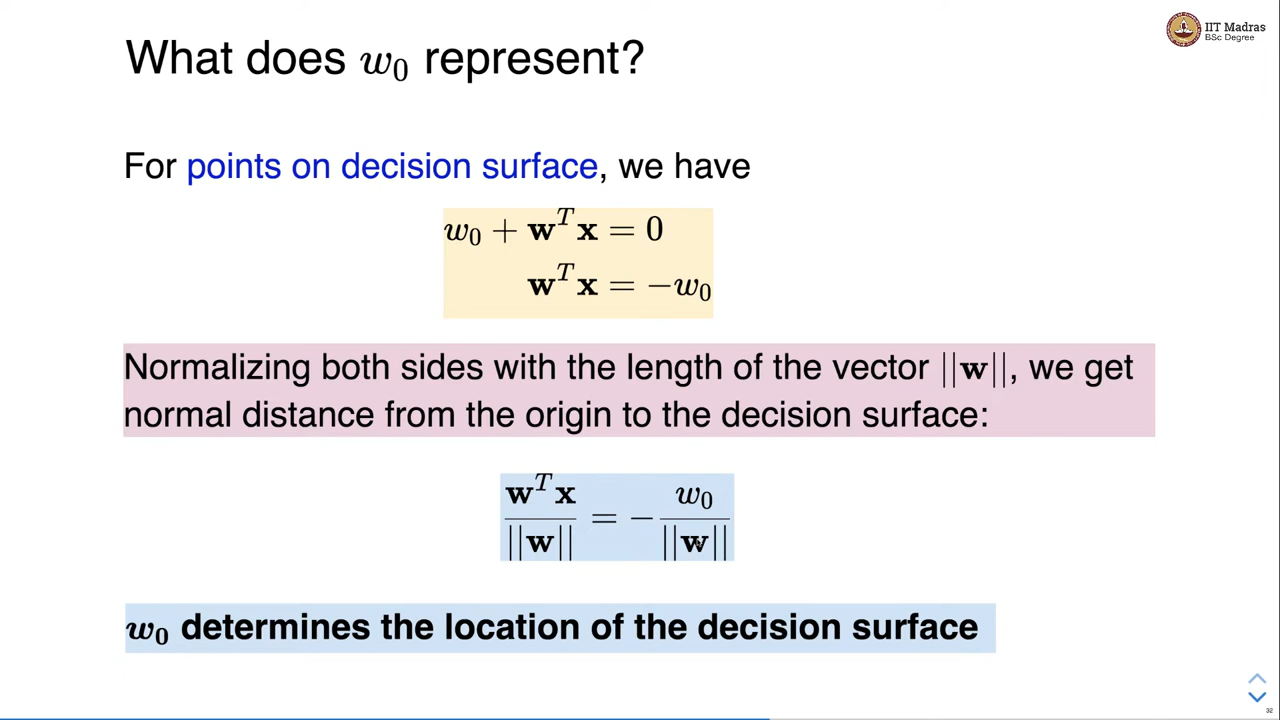 IIT Madras
BSc Degree
What does w₀ represent?
For points on decision surface, we have
w₀ + wᵀx = 0
wᵀx = −w₀
Normalizing both sides with the length of the vector ||w||, we get
normal distance from the origin to the decision surface:
wᵀx / ||w|| = − w₀ / ||w||
w₀ determines the location of the decision surface
32